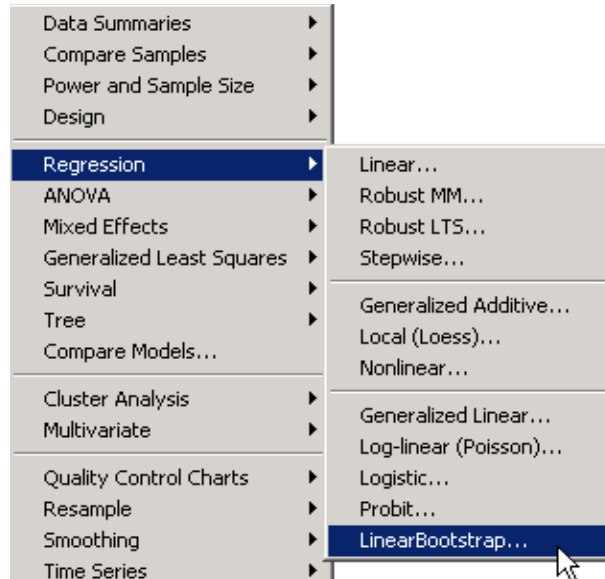 Data Summaries
Compare Samples
Power and Sample Size
Design
Regression
ANOVA
Mixed Effects
Generalized Least Squares
Survival
Tree
Compare Models...
Cluster Analysis
Multivariate
Quality Control Charts
Resample
Smoothing
Time Series
Linear...
Robust MM...
Robust LTS...
Stepwise...
Generalized Additive...
Local (Loess)...
Nonlinear...
Generalized Linear...
Log-linear (Poisson)...
Logistic...
Probit...
LinearBootstrap...